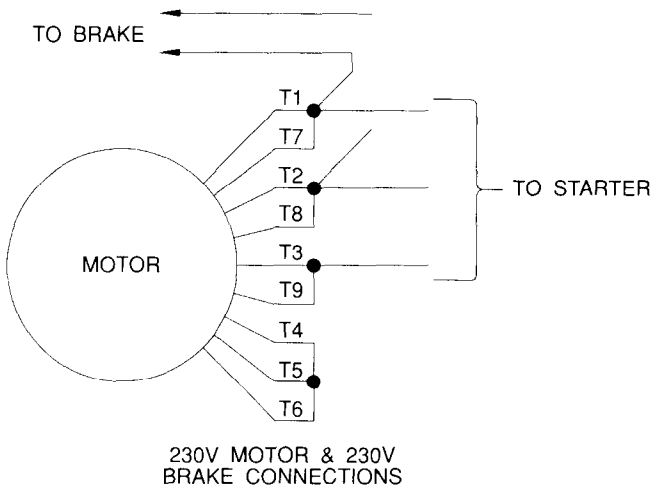 TO BRAKE
T1
T7
T2
TO STARTER
T8
MOTOR
T3
T9
T4
T5
T6
230V MOTOR & 230V
BRAKE CONNECTIONS